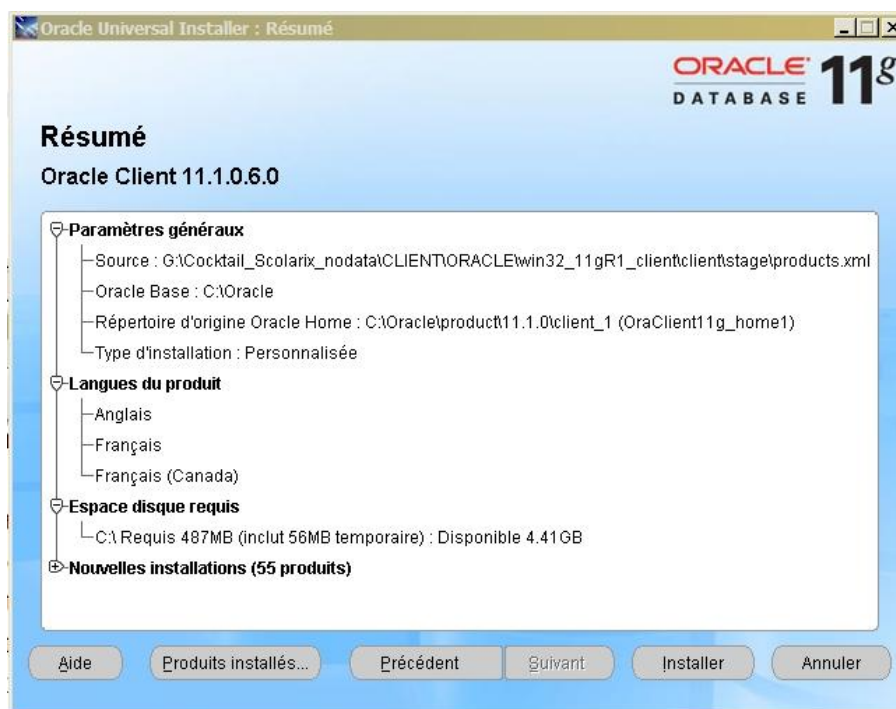 Oracle Universal Installer : Résumé
ORACLE 11g
DATABASE
Résumé
Oracle Client 11.1.0.6.0
Paramètres généraux
Source : G:\Cocktail_Scolarix_nodata\CLIENT\ORACLE\win32_11gR1_client\client\stage\products.xml
Oracle Base : C:\Oracle
Répertoire d'origine Oracle Home : C:\Oracle\product\11.1.0\client_1 (OraClient11g_home1)
Type d'installation : Personnalisée
Langues du produit
Anglais
Français
Français (Canada)
Espace disque requis
C:\ Requis 487MB (inclut 56MB temporaire) : Disponible 4.41GB
Nouvelles installations (55 produits)
Aide Produits installés... Précédent Suivant Installer Annuler